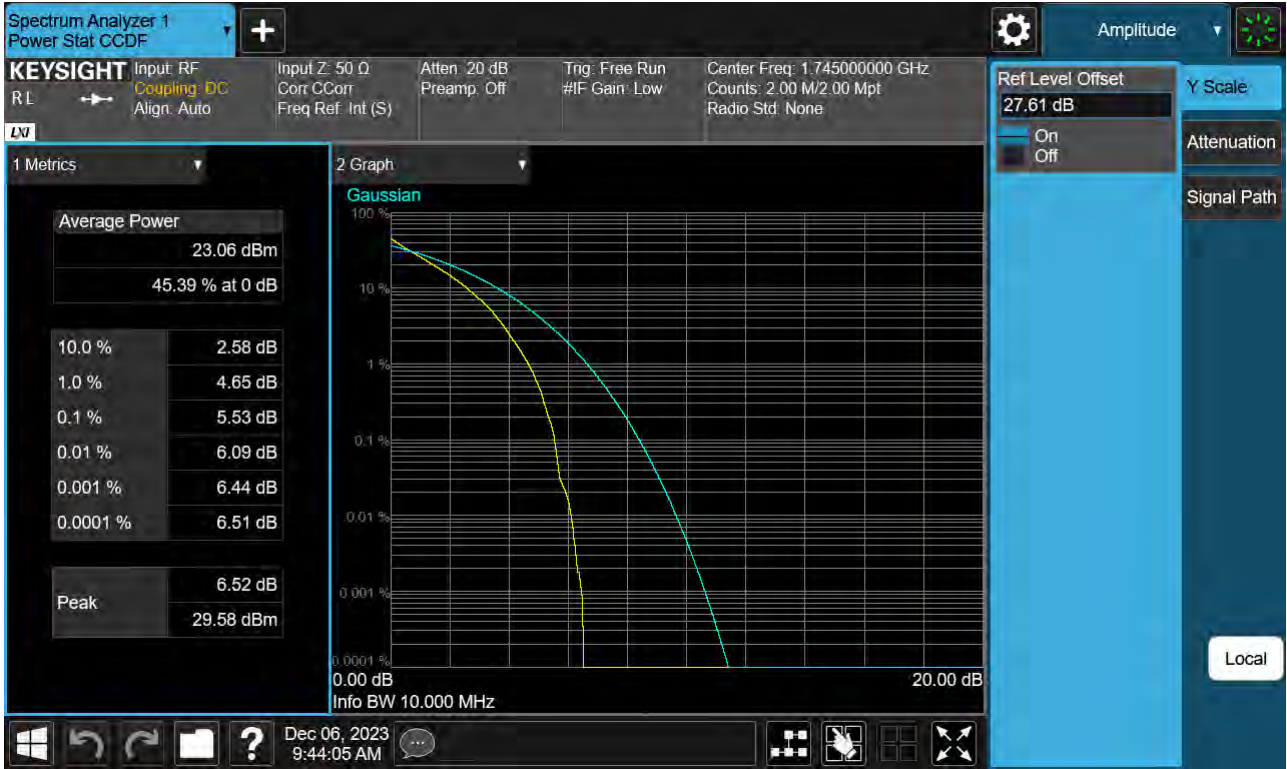 Spectrum Analyzer 1
Power Stat CCDF
Amplitude
KEYSIGHT
R L
LXI
Input: RF
Coupling: DC
Align: Auto
Input Z: 50 Ω
Corr CCorr
Freq Ref: Int (S)
Atten: 20 dB
Preamp: Off
Trig: Free Run
#IF Gain: Low
Center Freq: 1.745000000 GHz
Counts: 2.00 M/2.00 Mpt
Radio Std: None
1 Metrics
Average Power
23.06 dBm
45.39 % at 0 dB
10.0 % 2.58 dB
1.0 % 4.65 dB
0.1 % 5.53 dB
0.01 % 6.09 dB
0.001 % 6.44 dB
0.0001 % 6.51 dB
Peak
6.52 dB
29.58 dBm
2 Graph
Gaussian
100 %
10 %
1 %
0.1 %
0.01 %
0.001 %
0.0001 %
0.00 dB 20.00 dB
Info BW 10.000 MHz
Ref Level Offset
27.61 dB
On
Off
Y Scale
Attenuation
Signal Path
Local
Dec 06, 2023
9:44:05 AM